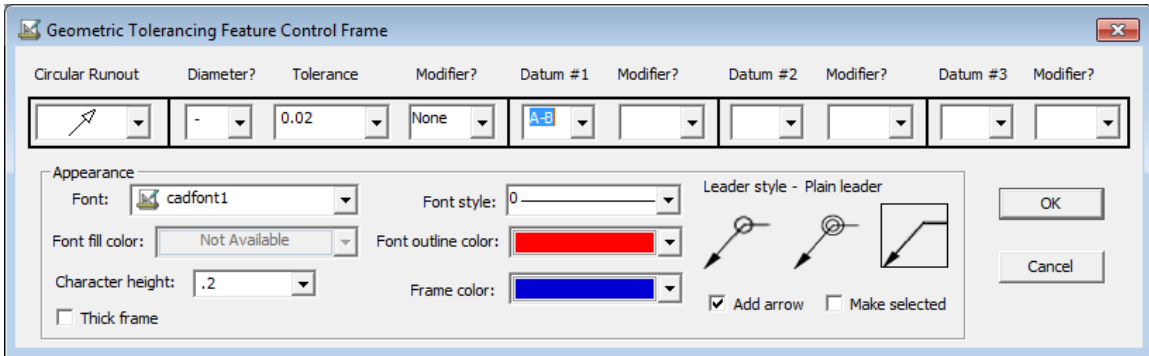 Geometric Tolerancing Feature Control Frame
Circular Runout Diameter? Tolerance Modifier? Datum #1 Modifier? Datum #2 Modifier? Datum #3 Modifier?
- 0.02 None A-B
Appearance
Font: cadfont1 Font style: 0 Leader style - Plain leader OK
Font fill color: Not Available Font outline color:
Character height: .2 Frame color: Cancel
Thick frame Add arrow Make selected